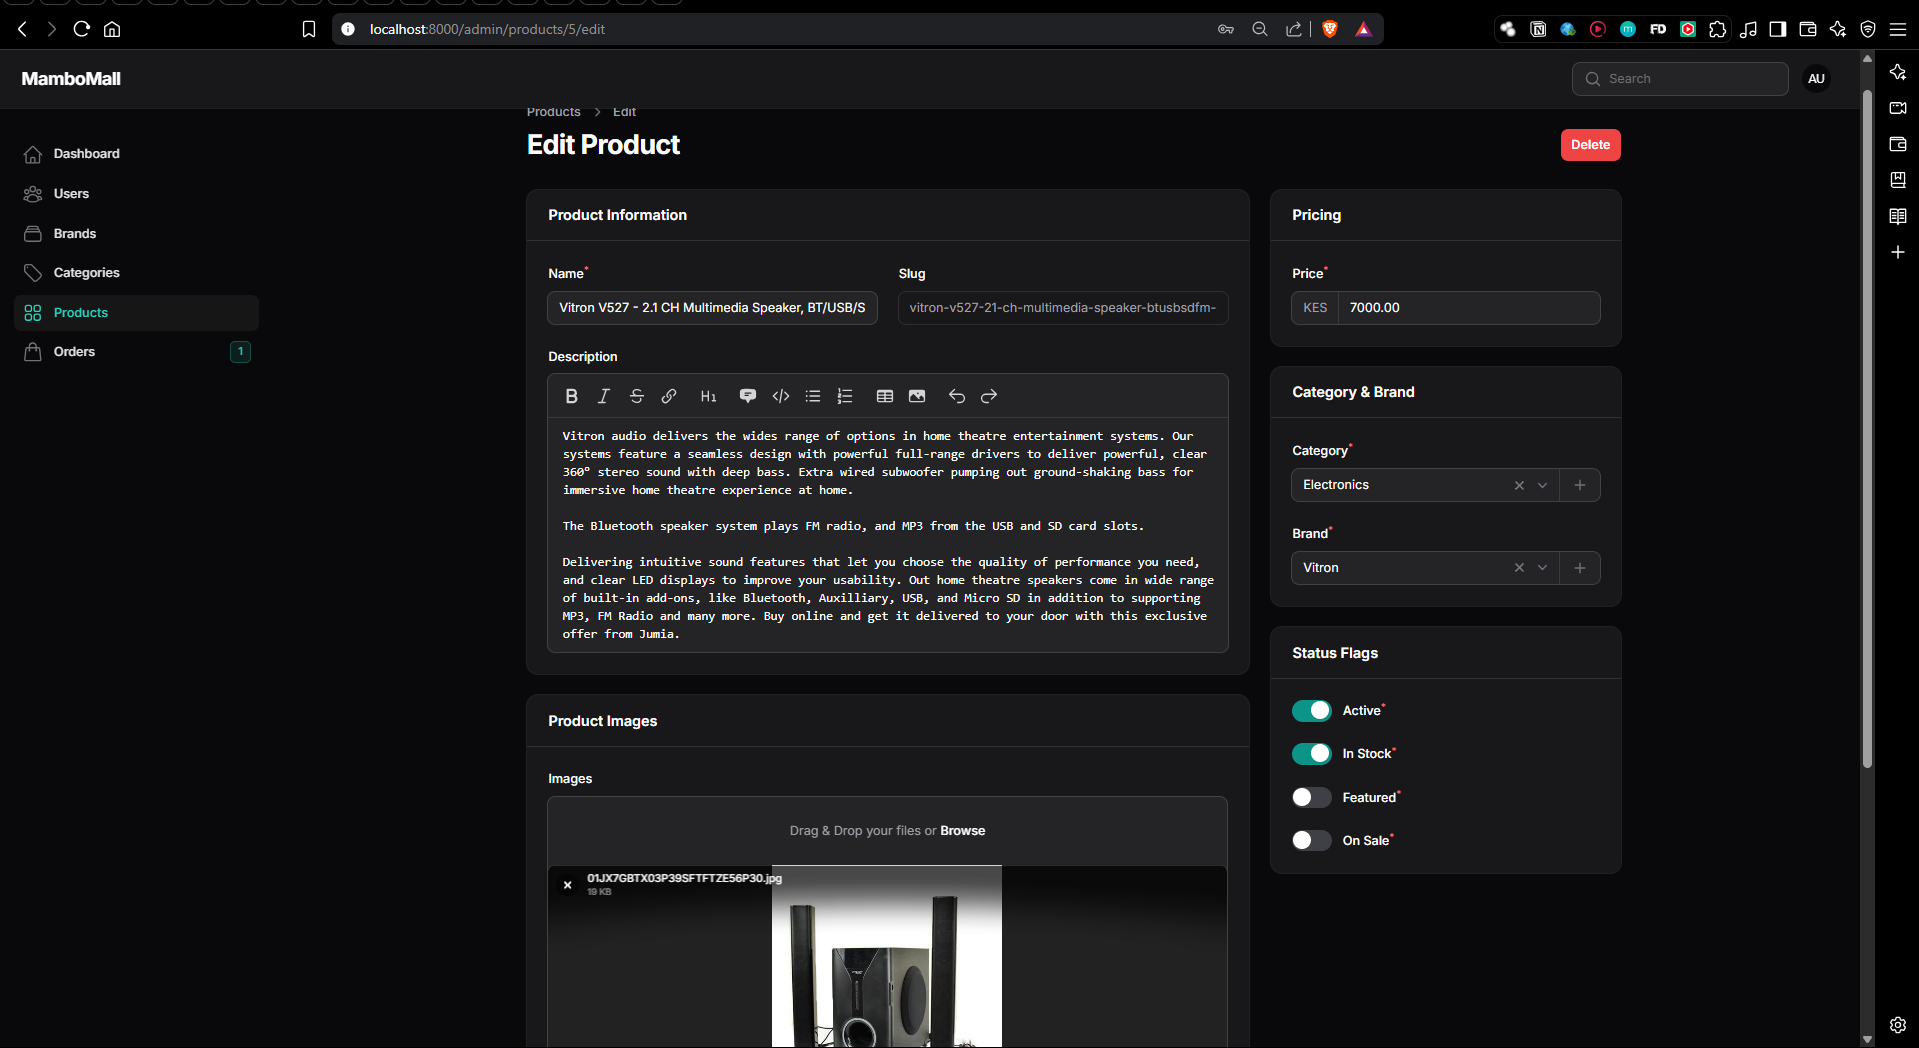 localhost:8000/admin/products/5/edit
FD
MamboMall
Search
AU
Dashboard
Users
Brands
Categories
Products
Orders
1
Products > Edit
Edit Product
Delete
Product Information
Name*
Slug
Vitron V527 - 2.1 CH Multimedia Speaker, BT/USB/S
vitron-v527-21-ch-multimedia-speaker-btusbsdfm-
Description
H1
Vitron audio delivers the wides range of options in home theatre entertainment systems. Our
systems feature a seamless design with powerful full-range drivers to deliver powerful, clear
360° stereo sound with deep bass. Extra wired subwoofer pumping out ground-shaking bass for
immersive home theatre experience at home.
The Bluetooth speaker system plays FM radio, and MP3 from the USB and SD card slots.
Delivering intuitive sound features that let you choose the quality of performance you need,
and clear LED displays to improve your usability. Out home theatre speakers come in wide range
of built-in add-ons, like Bluetooth, Auxilliary, USB, and Micro SD in addition to supporting
MP3, FM Radio and many more. Buy online and get it delivered to your door with this exclusive
offer from Jumia.
Product Images
Images
Drag & Drop your files or Browse
01JX7GBTX03P39SFTFTZE56P30.jpg
19 KB
Pricing
Price*
KES
7000.00
Category & Brand
Category*
Electronics
Brand*
Vitron
Status Flags
Active*
In Stock*
Featured*
On Sale*